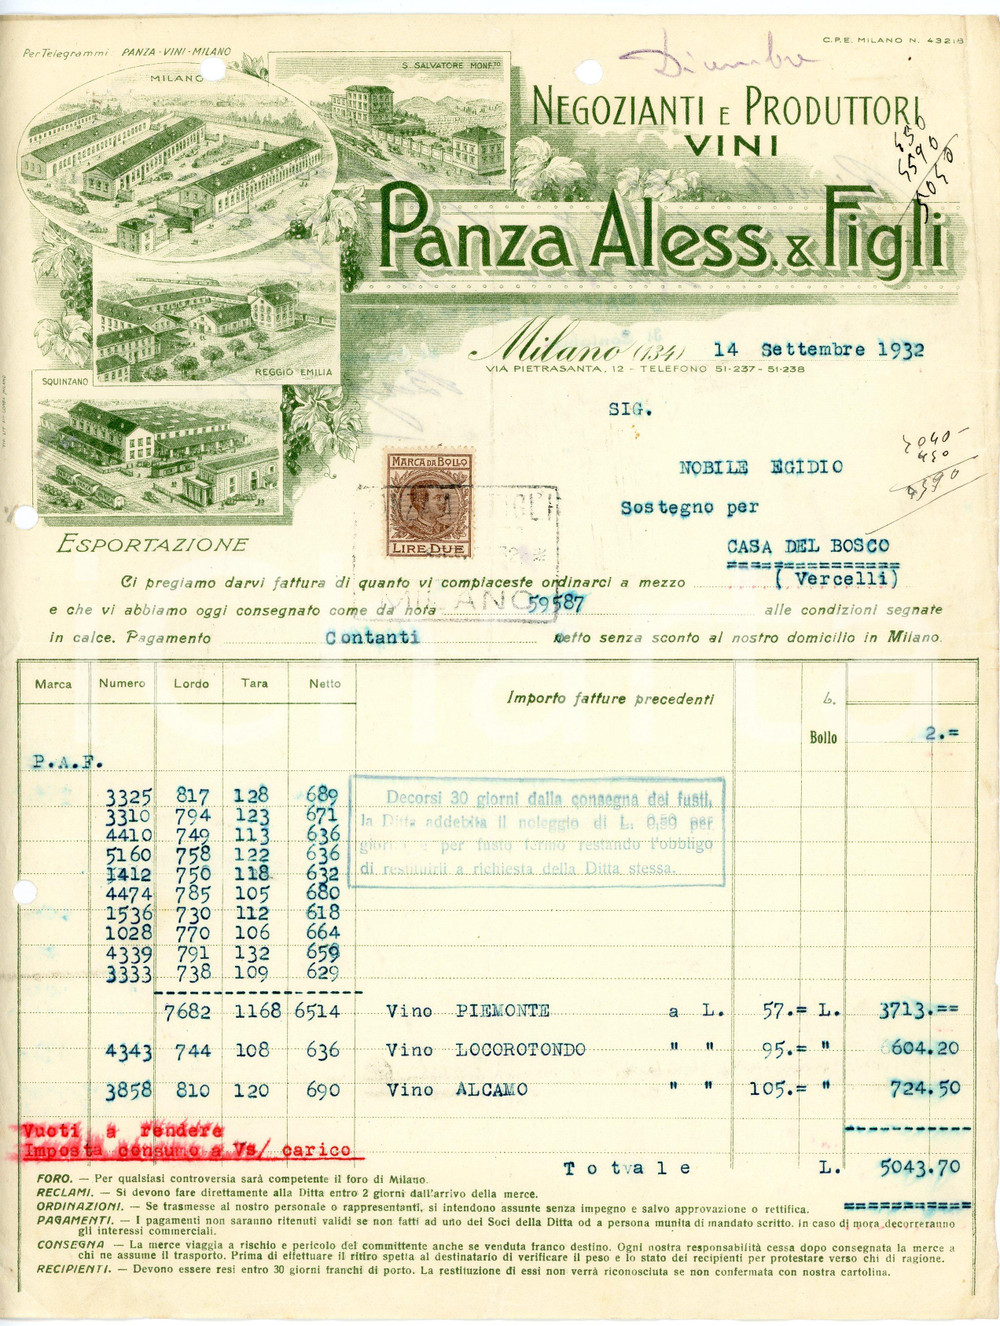 Per Telegrammi PANZA - VINI - MILANO
C.P.E. MILANO N. 43216
MILANO
S. SALVATORE MONF.TO
REGGIO EMILIA
SQUINZANO
ESPORTAZIONE
NEGOZIANTI E PRODUTTORI
VINI
PANZA ALESS. & FIGLI
450
4590
5040
Milano (134) 14 Settembre 1932
VIA PIETRASANTA, 12 - TELEFONO 51-237 - 51-238
SIG.
NOBILE EGIDIO
Sostegno per
CASA DEL BOSCO
( Vercelli)
5040-
450
4590
MARCA DA BOLLO
LIRE DUE
MILANO
Ci pregiamo darvi fattura di quanto vi compiaceste ordinarci a mezzo
e che vi abbiamo oggi consegnato come da nota 59587 alle condizioni segnate
in calce. Pagamento Contanti netto senza sconto al nostro domicilio in Milano.
Marca Numero Lordo Tara Netto Importo fatture precedenti L.
Bollo 2.=
P.A.F.
3325 817 128 689
3310 794 123 671
4410 749 113 636
5160 758 122 636
1412 750 118 632
4474 785 105 680
1536 730 112 618
1028 770 106 664
4339 791 132 659
3333 738 109 629
Decorsi 30 giorni dalla consegna dei fusti,
la Ditta addebita il noleggio di L. 0,50 per
giorno e per fusto fermo restando l'obbligo
di restituirli a richiesta della Ditta stessa.
7682 1168 6514 Vino PIEMONTE a L. 57.= L. 3713.==
4343 744 108 636 Vino LOCOROTONDO " " 95.= " 604.20
3858 810 120 690 Vino ALCAMO " " 105.= " 724.50
Vuoti a rendere
Imposta consumo a Vs/ carico
Totvale L. 5043.70
FORO. — Per qualsiasi controversia sarà competente il foro di Milano.
RECLAMI. — Si devono fare direttamente alla Ditta entro 2 giorni dall'arrivo della merce.
ORDINAZIONI. — Se trasmesse al nostro personale o rappresentanti, si intendono assunte senza impegno e salvo approvazione o rettifica.
PAGAMENTI. — I pagamenti non saranno ritenuti validi se non fatti ad uno dei Soci della Ditta od a persona munita di mandato scritto. in caso di mora decorreranno
gli interessi commerciali.
CONSEGNA — La merce viaggia a rischio e pericolo del committente anche se venduta franco destino. Ogni nostra responsabilità cessa dopo consegnata la merce a
chi ne assume il trasporto. Prima di effettuare il ritiro spetta al destinatario di verificare il peso e lo stato dei recipienti per protestare verso chi di ragione.
RECIPIENTI. — Devono essere resi entro 30 giorni franchi di porto. La restituzione di essi non verrà riconosciuta se non confermata con nostra cartolina.